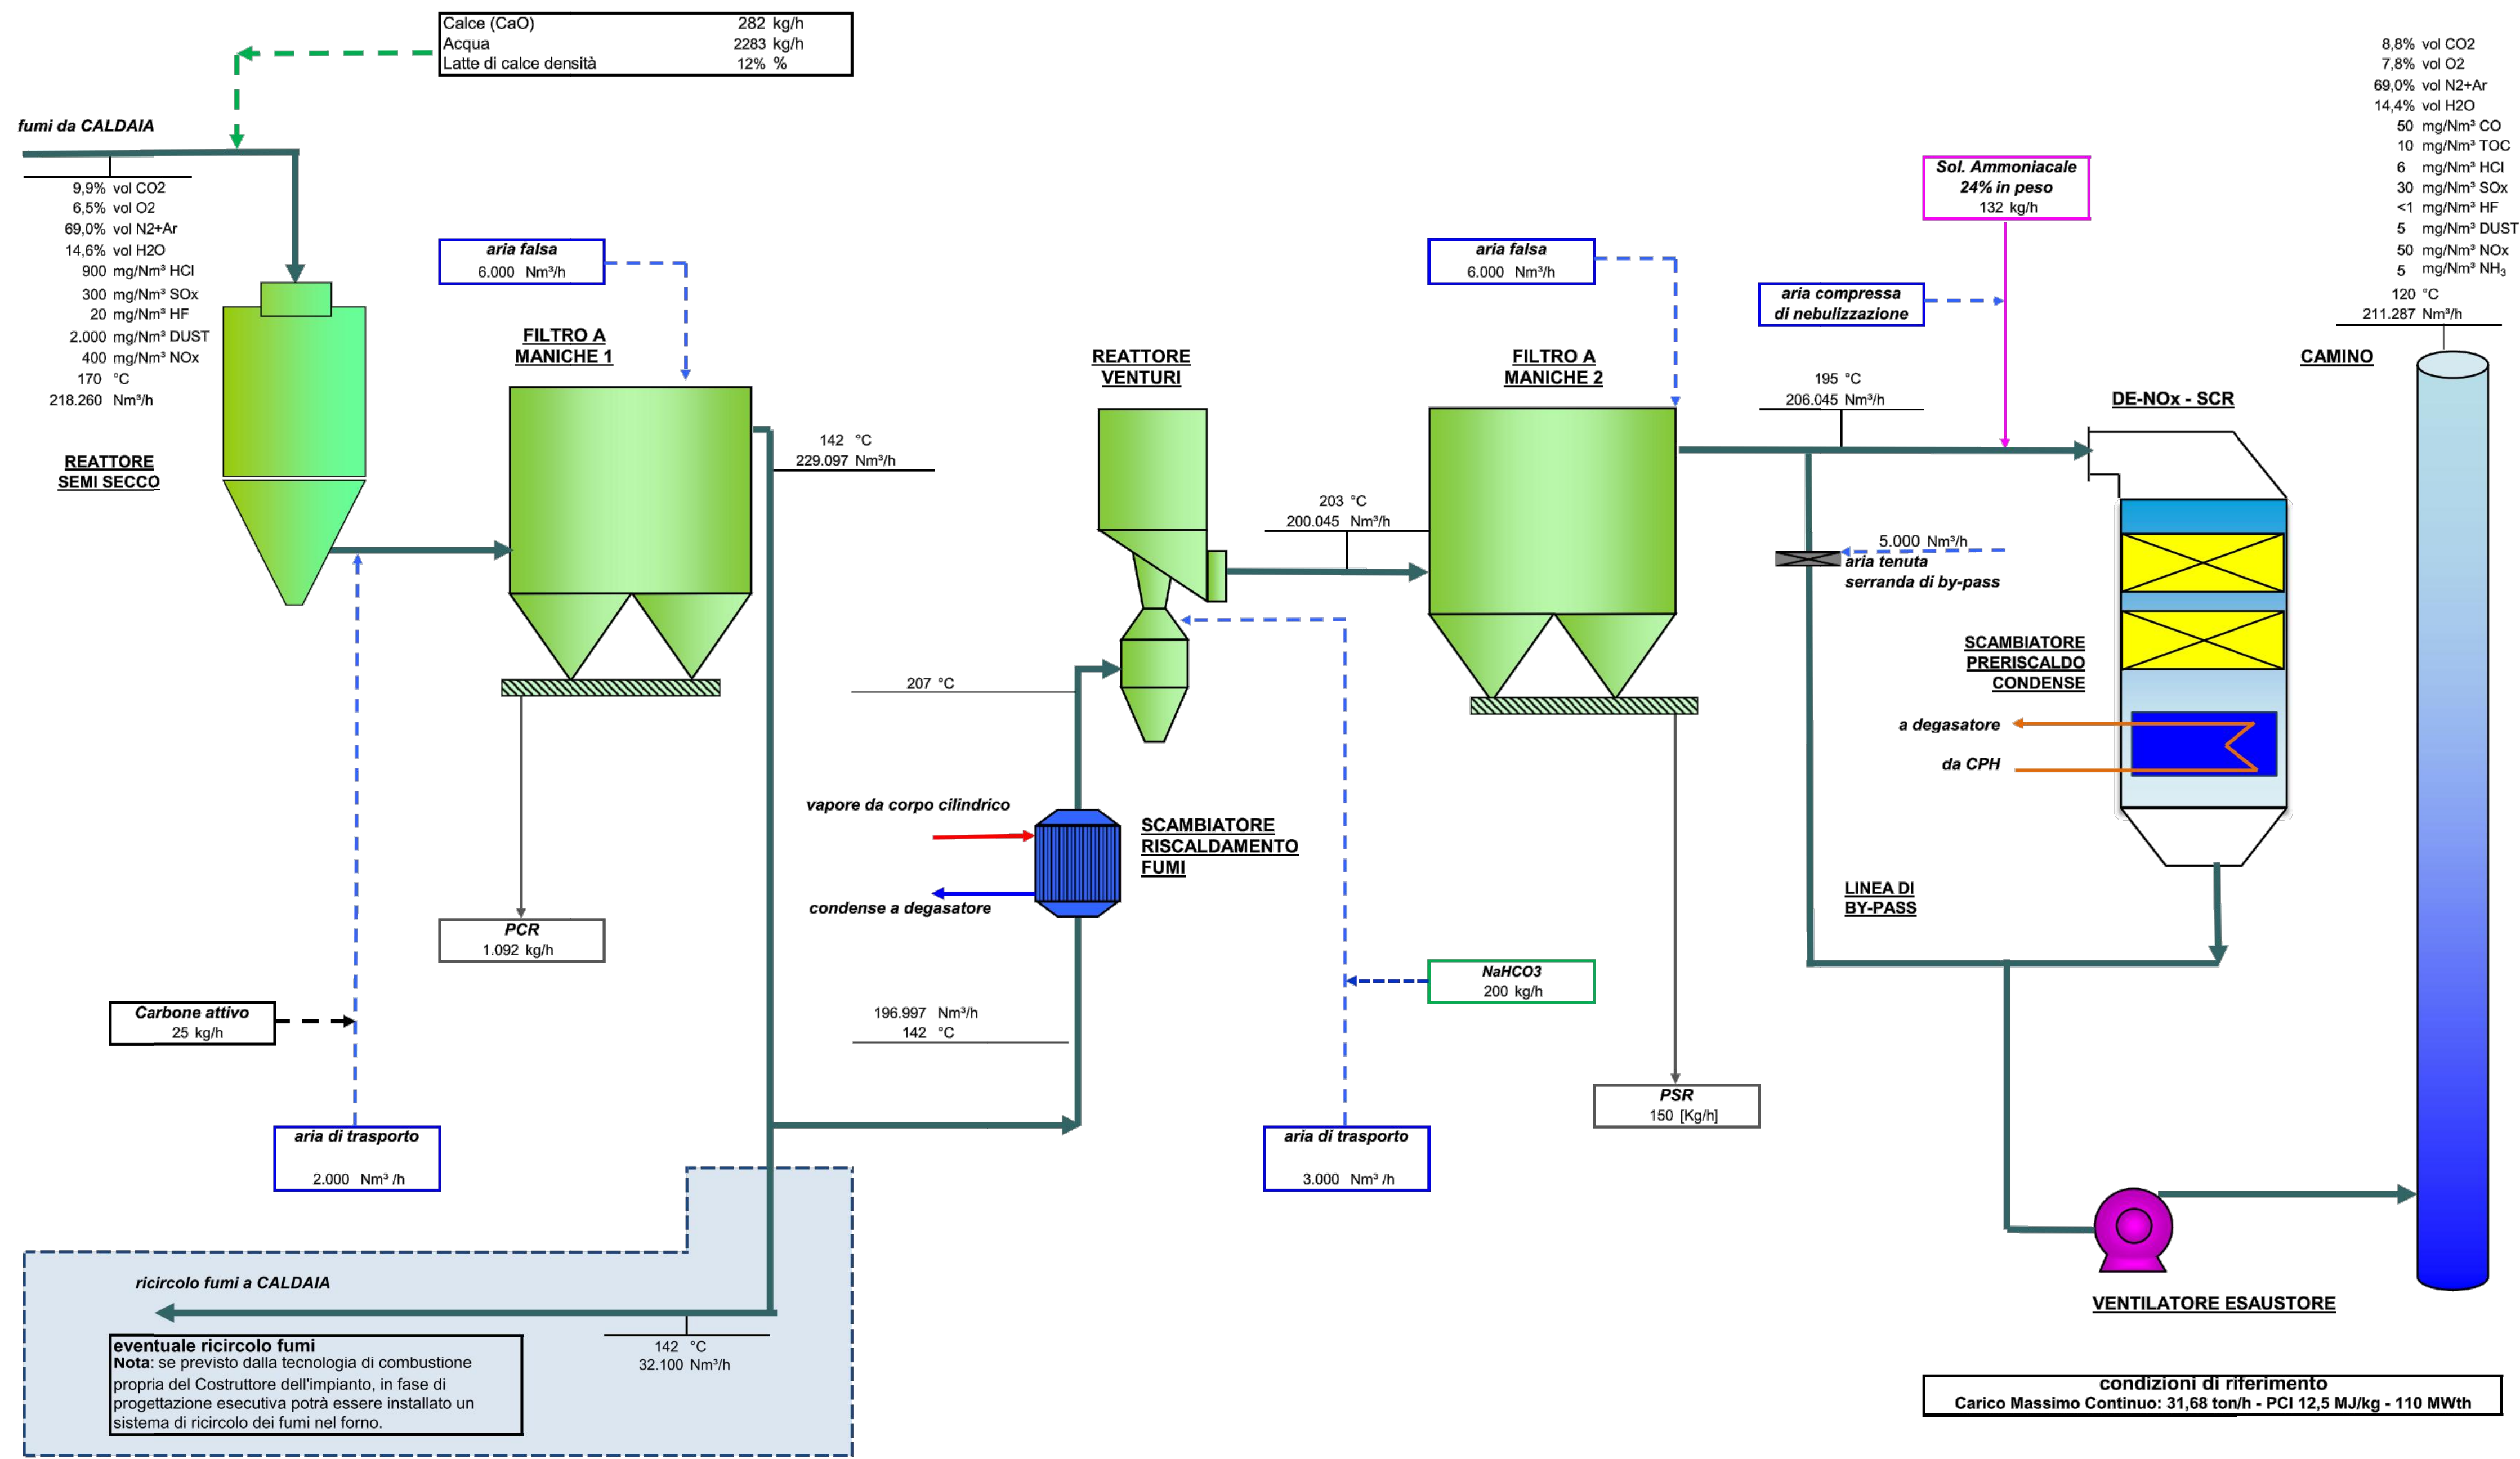 Calce (CaO) 282 kg/h
Acqua 2283 kg/h
Latte di calce densità 12% %
fumi da CALDAIA
9,9% vol CO2
6,5% vol O2
69,0% vol N2+Ar
14,6% vol H2O
900 mg/Nm³ HCl
300 mg/Nm³ SOx
20 mg/Nm³ HF
2.000 mg/Nm³ DUST
400 mg/Nm³ NOx
170 °C
218.260 Nm³/h
REATTORE
SEMI SECCO
aria falsa
6.000 Nm³/h
FILTRO A
MANICHE 1
142 °C
229.097 Nm³/h
PCR
1.092 kg/h
Carbone attivo
25 kg/h
aria di trasporto
2.000 Nm³ /h
ricircolo fumi a CALDAIA
142 °C
32.100 Nm³/h
eventuale ricircolo fumi
Nota: se previsto dalla tecnologia di combustione
propria del Costruttore dell'impianto, in fase di
progettazione esecutiva potrà essere installato un
sistema di ricircolo dei fumi nel forno.
REATTORE
VENTURI
207 °C
vapore da corpo cilindrico
condense a degasatore
SCAMBIATORE
RISCALDAMENTO
FUMI
196.997 Nm³/h
142 °C
203 °C
200.045 Nm³/h
aria falsa
6.000 Nm³/h
FILTRO A
MANICHE 2
NaHCO3
200 kg/h
aria di trasporto
3.000 Nm³ /h
PSR
150 [Kg/h]
Sol. Ammoniacale
24% in peso
132 kg/h
aria compressa
di nebulizzazione
195 °C
206.045 Nm³/h
DE-NOx - SCR
5.000 Nm³/h
aria tenuta
serranda di by-pass
SCAMBIATORE
PRERISCALDO
CONDENSE
a degasatore
da CPH
LINEA DI
BY-PASS
8,8% vol CO2
7,8% vol O2
69,0% vol N2+Ar
14,4% vol H2O
50 mg/Nm³ CO
10 mg/Nm³ TOC
6 mg/Nm³ HCl
30 mg/Nm³ SOx
<1 mg/Nm³ HF
5 mg/Nm³ DUST
50 mg/Nm³ NOx
5 mg/Nm³ NH₃
120 °C
211.287 Nm³/h
CAMINO
VENTILATORE ESAUSTORE
condizioni di riferimento
Carico Massimo Continuo: 31,68 ton/h - PCI 12,5 MJ/kg - 110 MWth